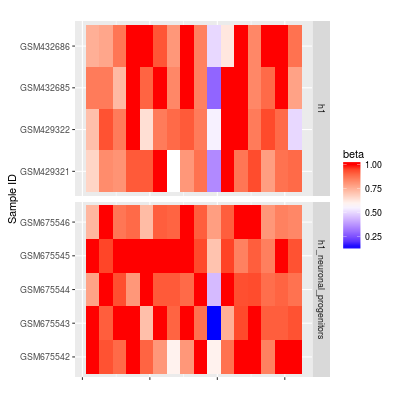 GSM432686
GSM432685
GSM429322
GSM429321
h1
GSM675546
GSM675545
GSM675544
GSM675543
GSM675542
h1_neuronal_progenitors
Sample ID
beta
1.00
0.75
0.50
0.25